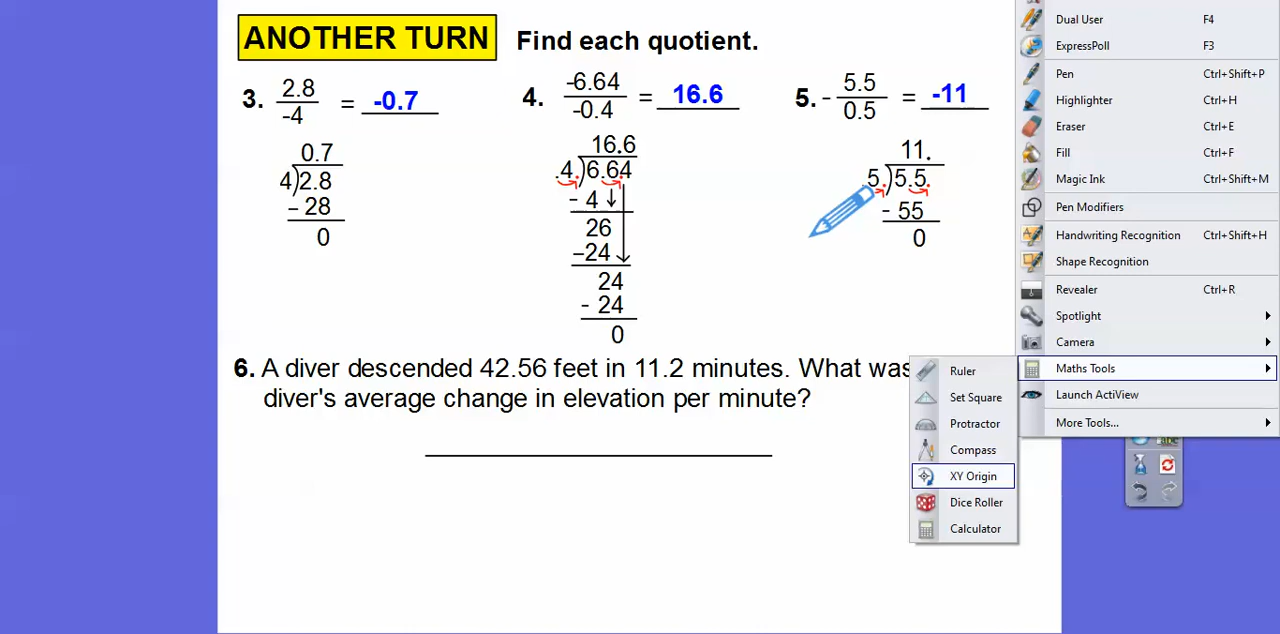 ANOTHER TURN Find each quotient.
3. 2.8 / -4 = -0.7
4. -6.64 / -0.4 = 16.6
5. - 5.5 / 0.5 = -11
0.7
4)2.8
- 28
0
16.6
.4.)6.64
- 4
26
-24
24
- 24
0
11.
5.)5.5.
- 55
0
6. A diver descended 42.56 feet in 11.2 minutes. What was
diver's average change in elevation per minute?
Dual User F4
ExpressPoll F3
Pen Ctrl+Shift+P
Highlighter Ctrl+H
Eraser Ctrl+E
Fill Ctrl+F
Magic Ink Ctrl+Shift+M
Pen Modifiers
Handwriting Recognition Ctrl+Shift+H
Shape Recognition
Revealer Ctrl+R
Spotlight
Camera
Maths Tools
Launch ActiView
More Tools...
Ruler
Set Square
Protractor
Compass
XY Origin
Dice Roller
Calculator
abc